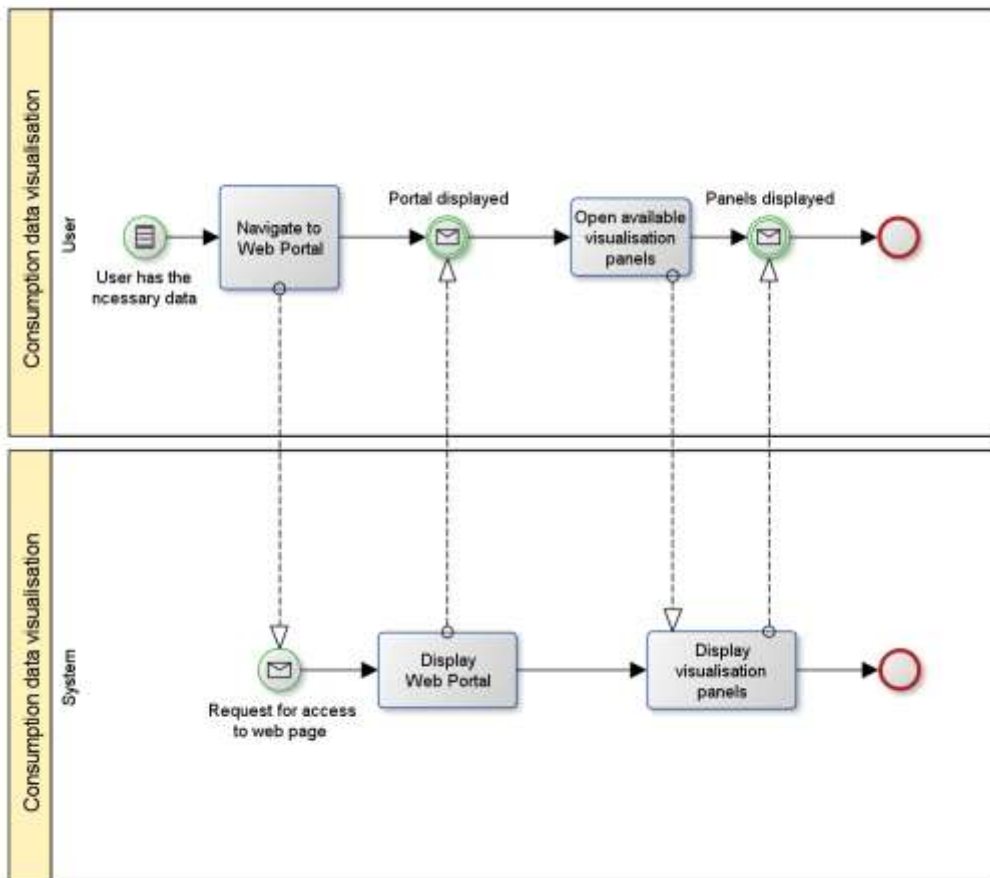 Consumption data visualisation
User
User has the
ncessary data
Navigate to
Web Portal
Portal displayed
Open available
visualisation
panels
Panels displayed
Consumption data visualisation
System
Request for access
to web page
Display
Web Portal
Display
visualisation
panels